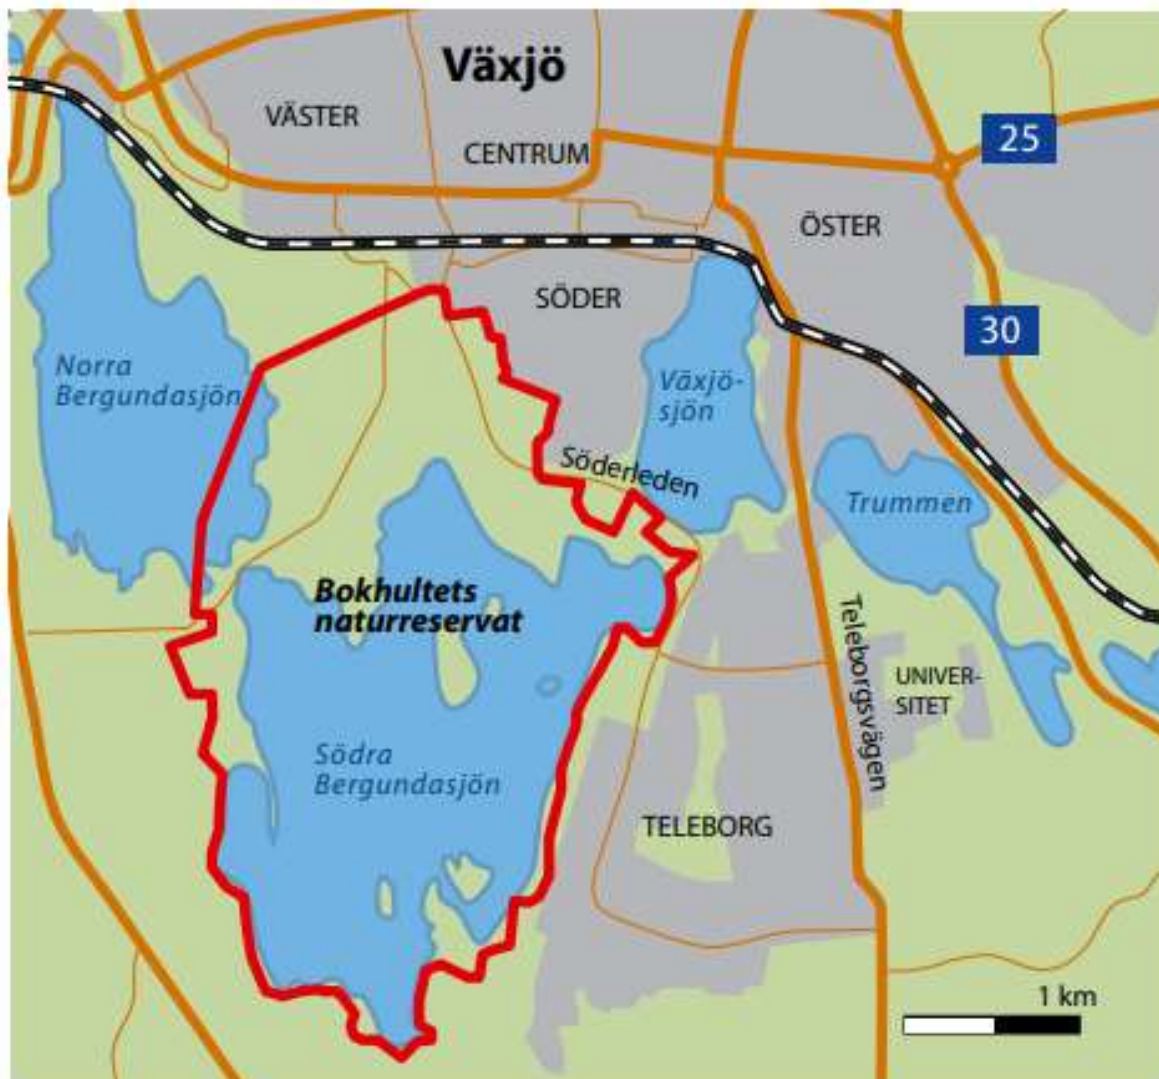 Växjö
VÄSTER
CENTRUM
25
ÖSTER
SÖDER
30
Norra
Bergundasjön
Växjö-
sjön
Söderleden
Trummen
Bokhultets
naturreservat
Teleborgsvägen
UNIVER-
SITET
Södra
Bergundasjön
TELEBORG
1 km